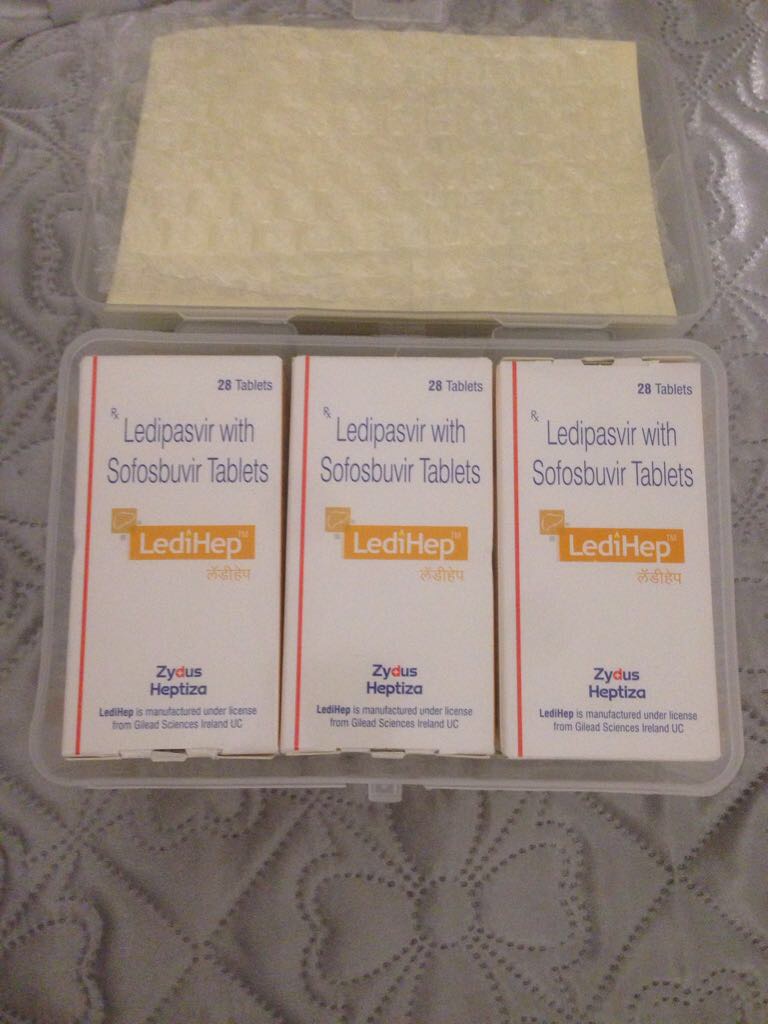 28 Tablets
Rx
Ledipasvir with
Sofosbuvir Tablets
LediHep™
लॅडीहेप
Zydus
Heptiza
LediHep is manufactured under license
from Gilead Sciences Ireland UC
28 Tablets
Rx
Ledipasvir with
Sofosbuvir Tablets
LediHep™
लॅडीहेप
Zydus
Heptiza
LediHep is manufactured under license
from Gilead Sciences Ireland UC
28 Tablets
Rx
Ledipasvir with
Sofosbuvir Tablets
LediHep™
लॅडीहेप
Zydus
Heptiza
LediHep is manufactured under license
from Gilead Sciences Ireland UC